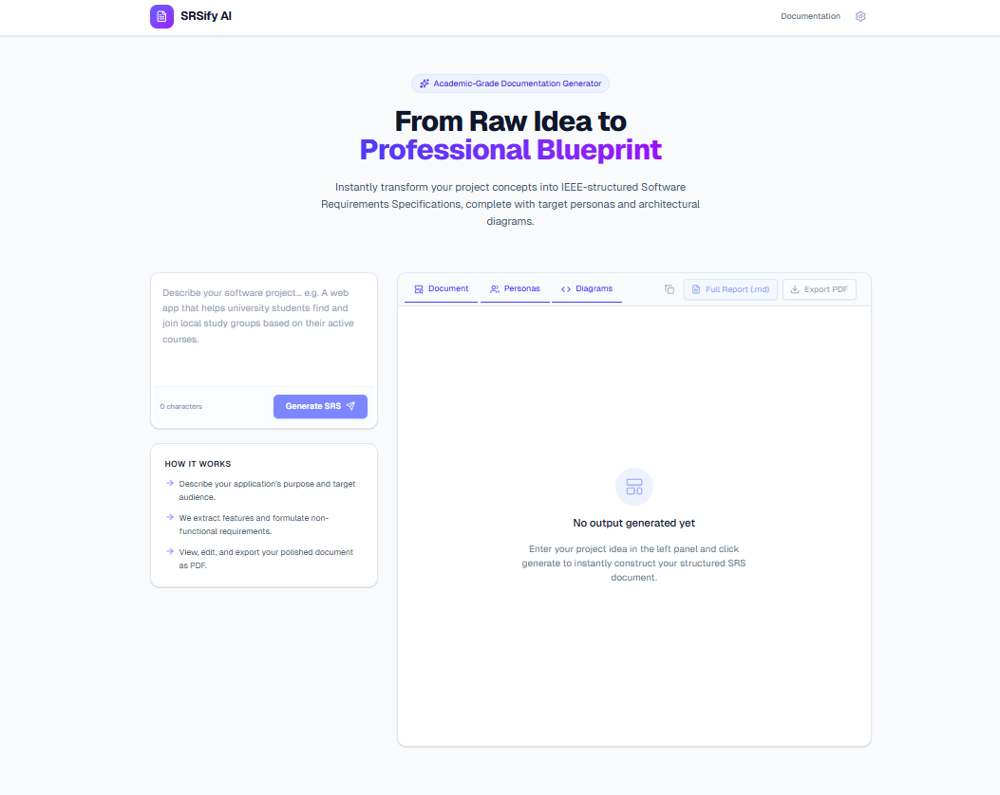 SRSify AI
Documentation
Academic-Grade Documentation Generator
From Raw Idea to
Professional Blueprint
Instantly transform your project concepts into IEEE-structured Software
Requirements Specifications, complete with target personas and architectural
diagrams.
Describe your software project... e.g. A web
app that helps university students find and
join local study groups based on their active
courses.
0 characters
Generate SRS
HOW IT WORKS
Describe your application's purpose and target
audience.
We extract features and formulate non-
functional requirements.
View, edit, and export your polished document
as PDF.
Document
Personas
Diagrams
Full Report (.md)
Export PDF
No output generated yet
Enter your project idea in the left panel and click
generate to instantly construct your structured SRS
document.